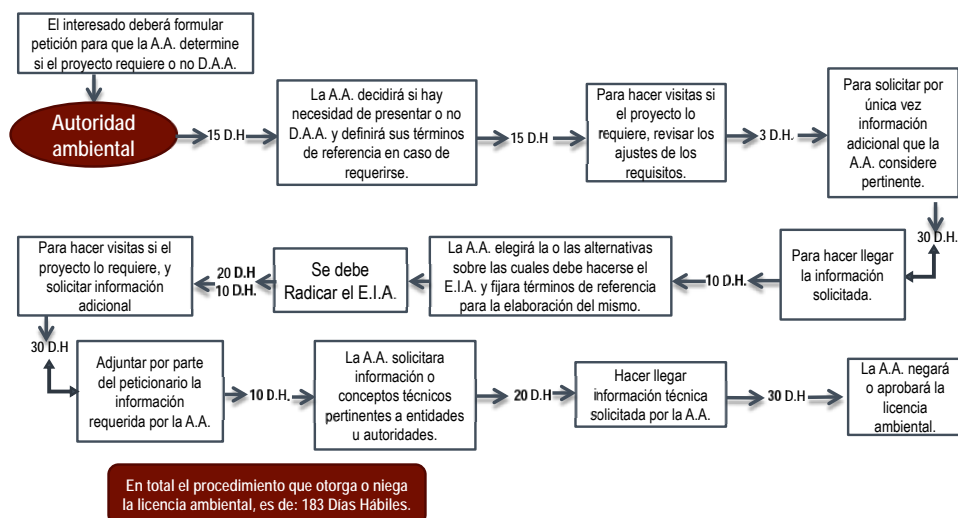 El interesado deberá formular
petición para que la A.A. determine
si el proyecto requiere o no D.A.A.
Autoridad
ambiental
15 D.H
La A.A. decidirá si hay
necesidad de presentar o no
D.A.A. y definirá sus términos
de referencia en caso de
requerirse.
15 D.H
Para hacer visitas si
el proyecto lo
requiere, revisar los
ajustes de los
requisitos.
3 D.H.
Para solicitar por
única vez
información
adicional que la
A.A. considere
pertinente.
30 D.H.
Para hacer llegar
la información
solicitada.
10 D.H.
La A.A. elegirá la o las alternativas
sobre las cuales debe hacerse el
E.I.A. y fijara términos de referencia
para la elaboración del mismo.
Se debe
Radicar el E.I.A.
20 D.H
10 D.H.
Para hacer visitas si el
proyecto lo requiere, y
solicitar información
adicional
30 D.H
Adjuntar por parte
del peticionario la
información
requerida por la A.A.
10 D.H.
La A.A. solicitara
información o
conceptos técnicos
pertinentes a entidades
u autoridades.
20 D.H
Hacer llegar
información técnica
solicitada por la A.A.
30 D.H
La A.A. negará
o aprobará la
licencia
ambiental.
En total el procedimiento que otorga o niega
la licencia ambiental, es de: 183 Días Hábiles.